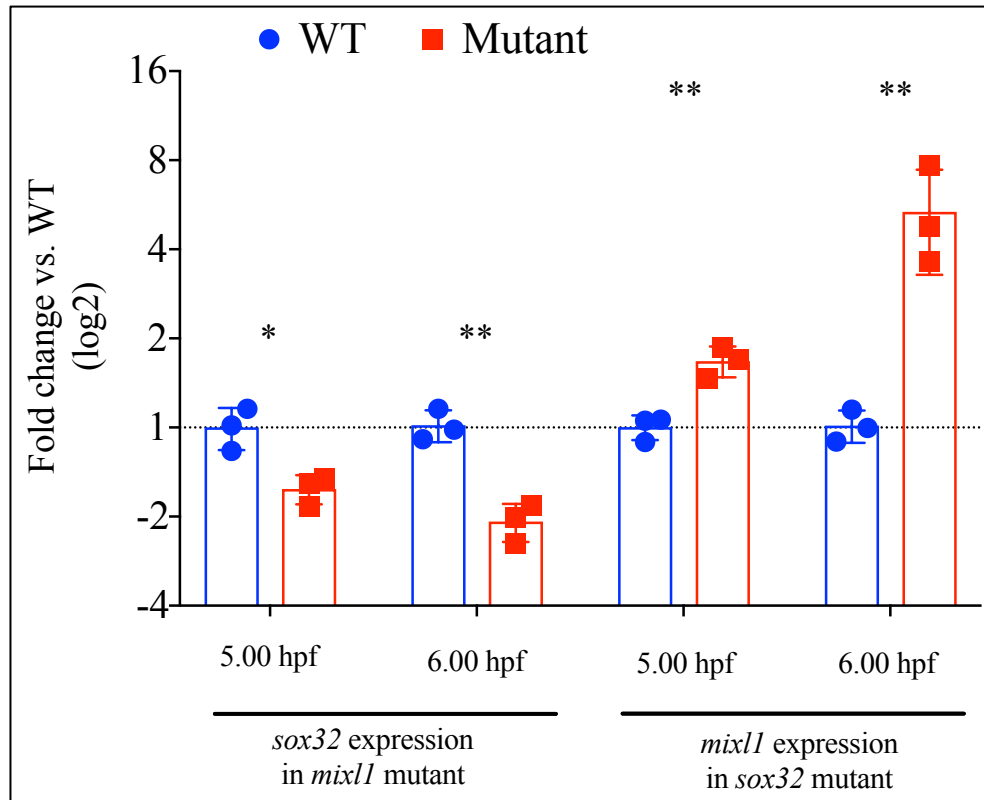 WT Mutant
16
** **
8
Fold change vs. WT
(log2)
4
2
* **
1
-2
-4
5.00 hpf 6.00 hpf 5.00 hpf 6.00 hpf
sox32 expression
in mixl1 mutant
mixl1 expression
in sox32 mutant